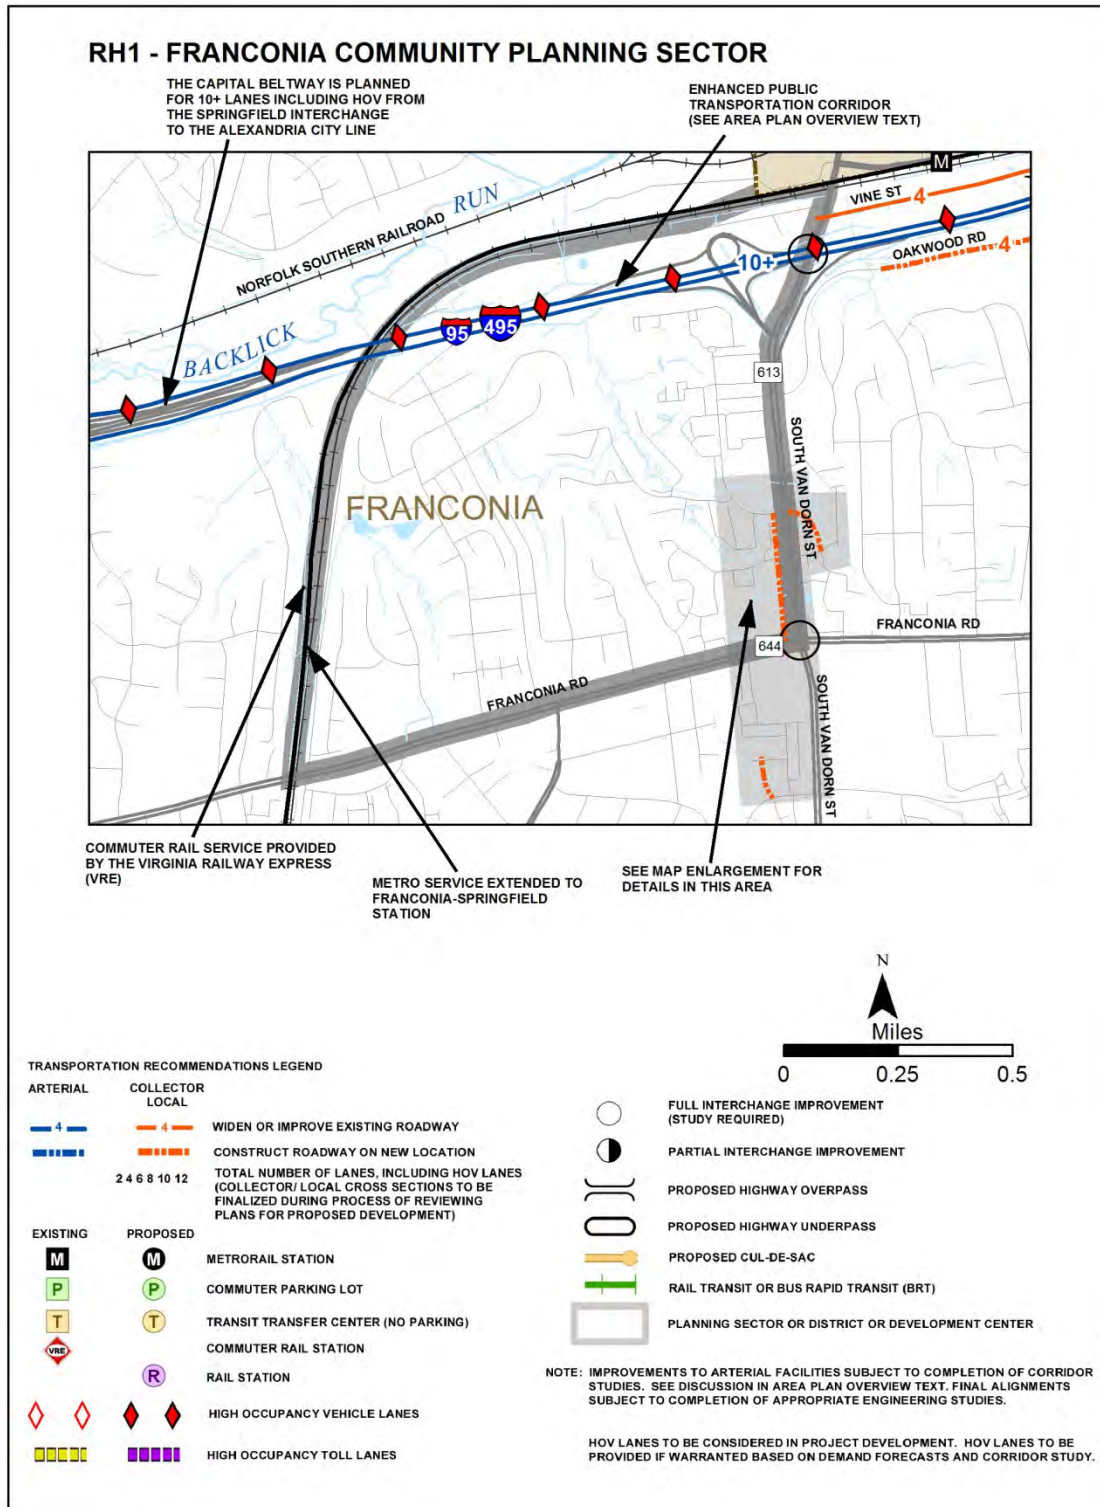 RH1 - FRANCONIA COMMUNITY PLANNING SECTOR
THE CAPITAL BELTWAY IS PLANNED
FOR 10+ LANES INCLUDING HOV FROM
THE SPRINGFIELD INTERCHANGE
TO THE ALEXANDRIA CITY LINE
ENHANCED PUBLIC
TRANSPORTATION CORRIDOR
(SEE AREA PLAN OVERVIEW TEXT)
M
VINE ST
4
RUN
NORFOLK SOUTHERN RAILROAD
OAKWOOD RD
4
10+
95
495
BACKLICK
613
SOUTH VAN DORN ST
FRANCONIA
FRANCONIA RD
644
FRANCONIA RD
SOUTH VAN DORN ST
COMMUTER RAIL SERVICE PROVIDED
BY THE VIRGINIA RAILWAY EXPRESS
(VRE)
METRO SERVICE EXTENDED TO
FRANCONIA-SPRINGFIELD
STATION
SEE MAP ENLARGEMENT FOR
DETAILS IN THIS AREA
N
Miles
0 0.25 0.5
TRANSPORTATION RECOMMENDATIONS LEGEND
ARTERIAL COLLECTOR
LOCAL
4 4 WIDEN OR IMPROVE EXISTING ROADWAY
CONSTRUCT ROADWAY ON NEW LOCATION
2 4 6 8 10 12 TOTAL NUMBER OF LANES, INCLUDING HOV LANES
(COLLECTOR/ LOCAL CROSS SECTIONS TO BE
FINALIZED DURING PROCESS OF REVIEWING
PLANS FOR PROPOSED DEVELOPMENT)
EXISTING PROPOSED
M M METRORAIL STATION
P P COMMUTER PARKING LOT
T T TRANSIT TRANSFER CENTER (NO PARKING)
VRE COMMUTER RAIL STATION
R RAIL STATION
HIGH OCCUPANCY VEHICLE LANES
HIGH OCCUPANCY TOLL LANES
FULL INTERCHANGE IMPROVEMENT
(STUDY REQUIRED)
PARTIAL INTERCHANGE IMPROVEMENT
PROPOSED HIGHWAY OVERPASS
PROPOSED HIGHWAY UNDERPASS
PROPOSED CUL-DE-SAC
RAIL TRANSIT OR BUS RAPID TRANSIT (BRT)
PLANNING SECTOR OR DISTRICT OR DEVELOPMENT CENTER
NOTE: IMPROVEMENTS TO ARTERIAL FACILITIES SUBJECT TO COMPLETION OF CORRIDOR
STUDIES. SEE DISCUSSION IN AREA PLAN OVERVIEW TEXT. FINAL ALIGNMENTS
SUBJECT TO COMPLETION OF APPROPRIATE ENGINEERING STUDIES.
HOV LANES TO BE CONSIDERED IN PROJECT DEVELOPMENT. HOV LANES TO BE
PROVIDED IF WARRANTED BASED ON DEMAND FORECASTS AND CORRIDOR STUDY.